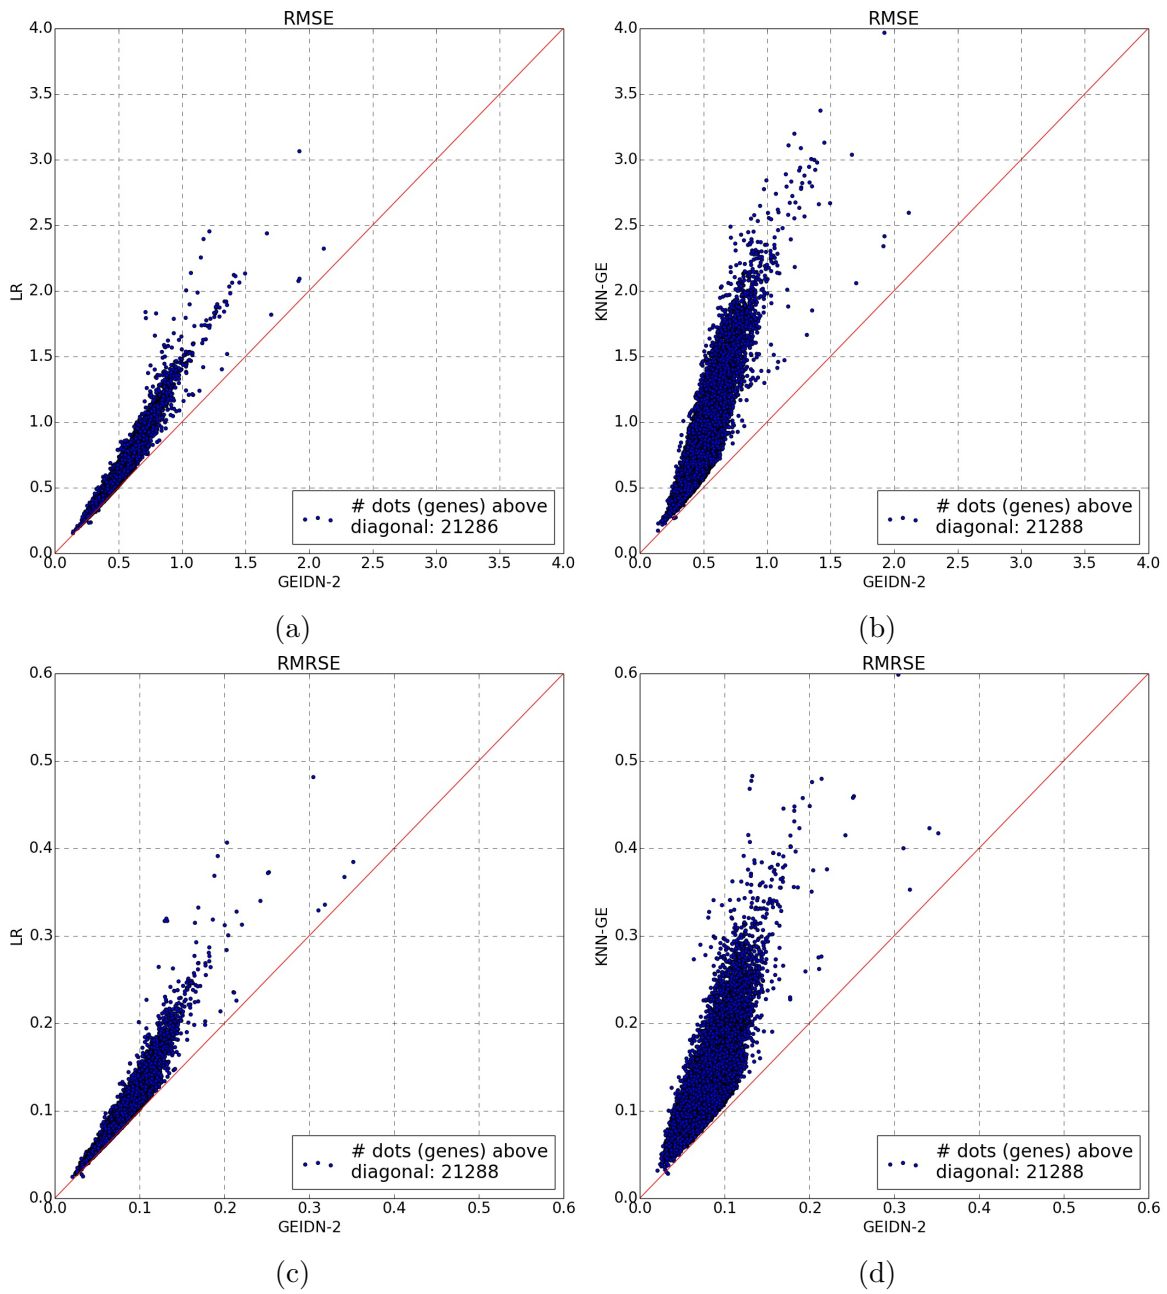 RMSE
4.0
3.5
3.0
2.5
2.0
1.5
1.0
0.5
0.0
LR
# dots (genes) above
diagonal: 21286
0.0 0.5 1.0 1.5 2.0 2.5 3.0 3.5 4.0
GEIDN-2
(a)
RMSE
4.0
3.5
3.0
2.5
2.0
1.5
1.0
0.5
0.0
KNN-GE
# dots (genes) above
diagonal: 21288
0.0 0.5 1.0 1.5 2.0 2.5 3.0 3.5 4.0
GEIDN-2
(b)
RMRSE
0.6
0.5
0.4
0.3
0.2
0.1
0.0
LR
# dots (genes) above
diagonal: 21288
0.0 0.1 0.2 0.3 0.4 0.5 0.6
GEIDN-2
(c)
RMRSE
0.6
0.5
0.4
0.3
0.2
0.1
0.0
KNN-GE
# dots (genes) above
diagonal: 21288
0.0 0.1 0.2 0.3 0.4 0.5 0.6
GEIDN-2
(d)